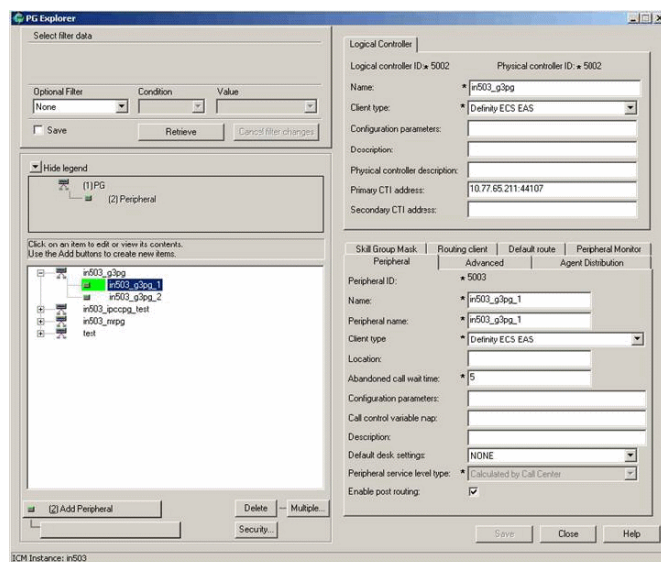 PG Explorer
Select filter data
Optional Filter Condition Value
None
Save Retrieve Cancel filter changes
Hide legend
(1)PG
(2) Peripheral
Click on an item to edit or view its contents.
Use the Add buttons to create new items.
in503_g3pg
in503_g3pg_1
in503_g3pg_2
in503_ipccpg_test
in503_mrpg
test
(2) Add Peripheral Delete Multiple...
Security...
Logical Controller
Logical controller ID:* 5002 Physical controller ID: * 5002
Name: * in503_g3pg
Client type: * Definity ECS EAS
Configuration parameters:
Description:
Physical controller description:
Primary CTI address: 10.77.65.211:44107
Secondary CTI address:
Skill Group Mask Routing client Default route Peripheral Monitor
Peripheral Advanced Agent Distribution
Peripheral ID: * 5003
Name: * in503_g3pg_1
Peripheral name: * in503_g3pg_1
Client type * Definity ECS EAS
Location:
Abandoned call wait time: * 5
Configuration parameters:
Call control variable map:
Description:
Default desk settings: NONE
Peripheral service level type: * Calculated by Call Center
Enable post routing:
Save Close Help
ICM Instance: in503